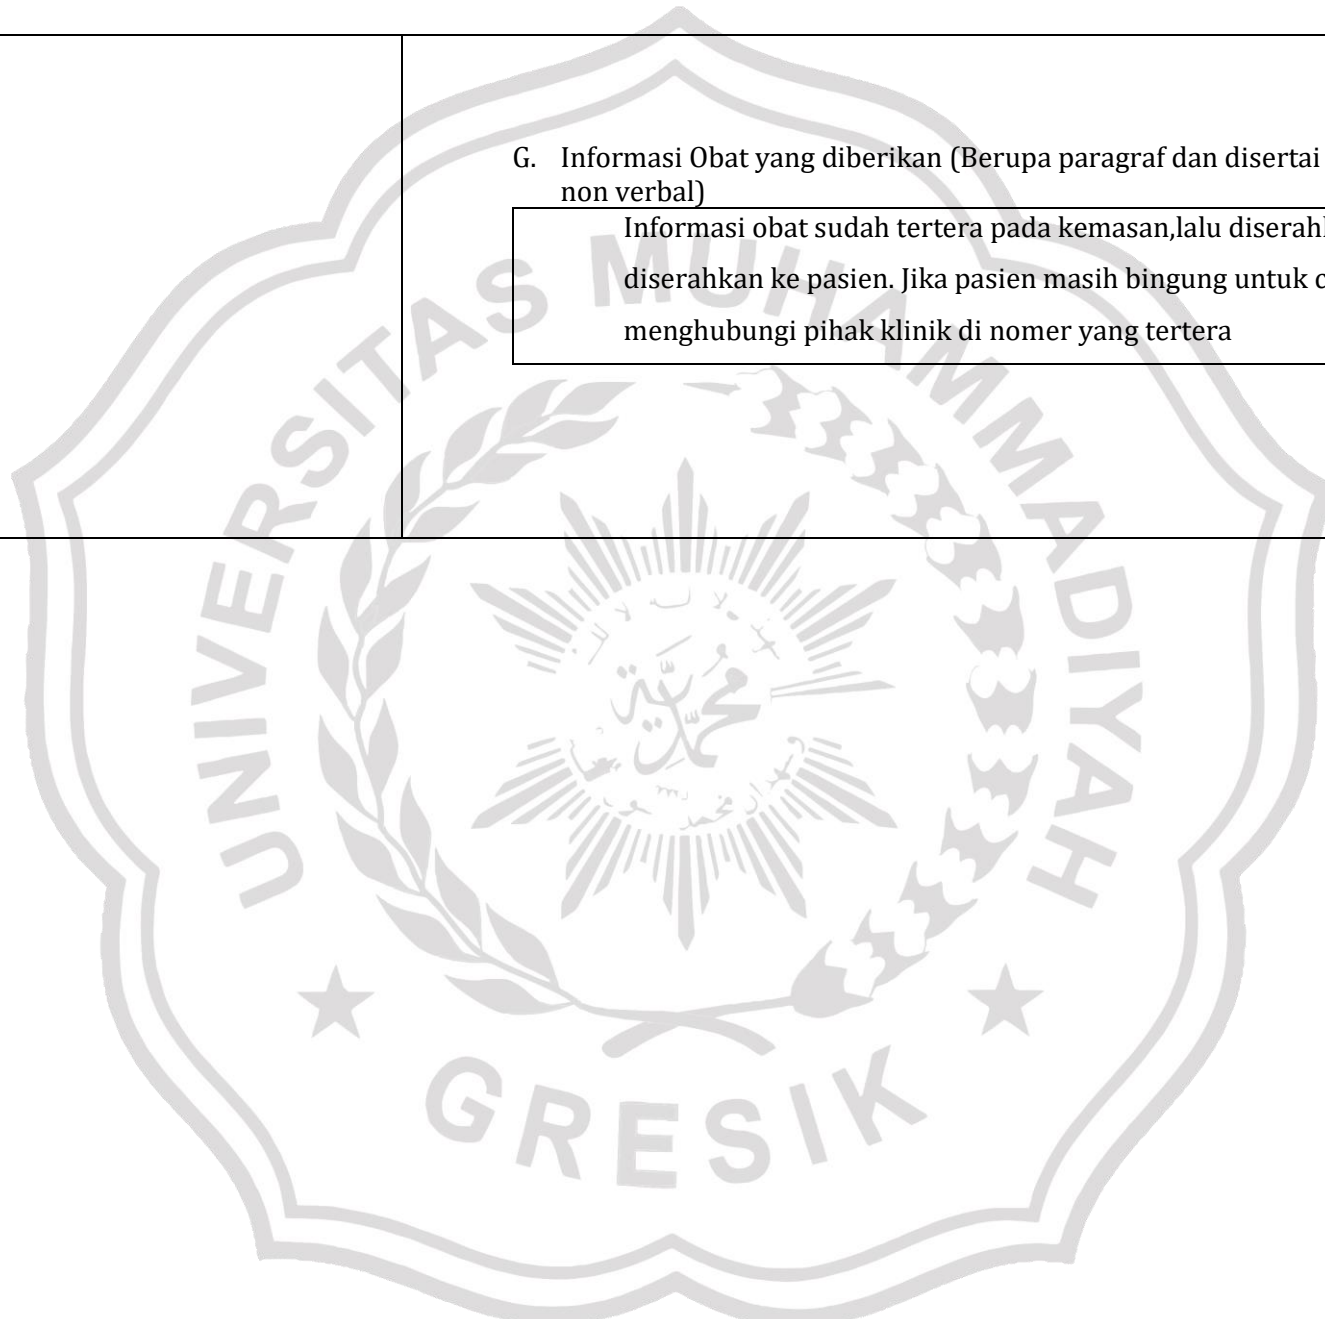 G. Informasi Obat yang diberikan (Berupa paragraf dan disertai
non verbal)
Informasi obat sudah tertera pada kemasan,lalu
diserahkan ke pasien. Jika pasien masih bingung untuk
menghubungi pihak klinik di nomer yang tertera
UNIVERSITAS MUHAMMADIYAH
GRESIK